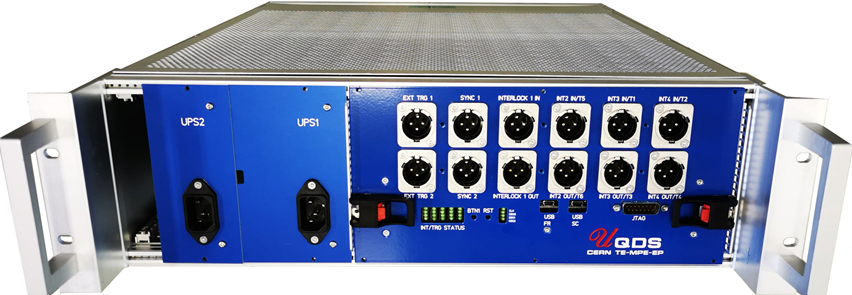 EXT TRG 1
SYNC 1
INTERLOCK 1 IN
INT2 IN/T5
INT3 IN/T1
INT4 IN/T2
UPS2
UPS1
EXT TRG 2
SYNC 2
INTERLOCK 1 OUT
INT2 OUT/T6
INT3 OUT/T3
INT4 OUT/T4
INT/TRG STATUS
BTN1
RST
USB
FR
USB
SC
JTAG
UQDS
CERN TE-MPE-EP